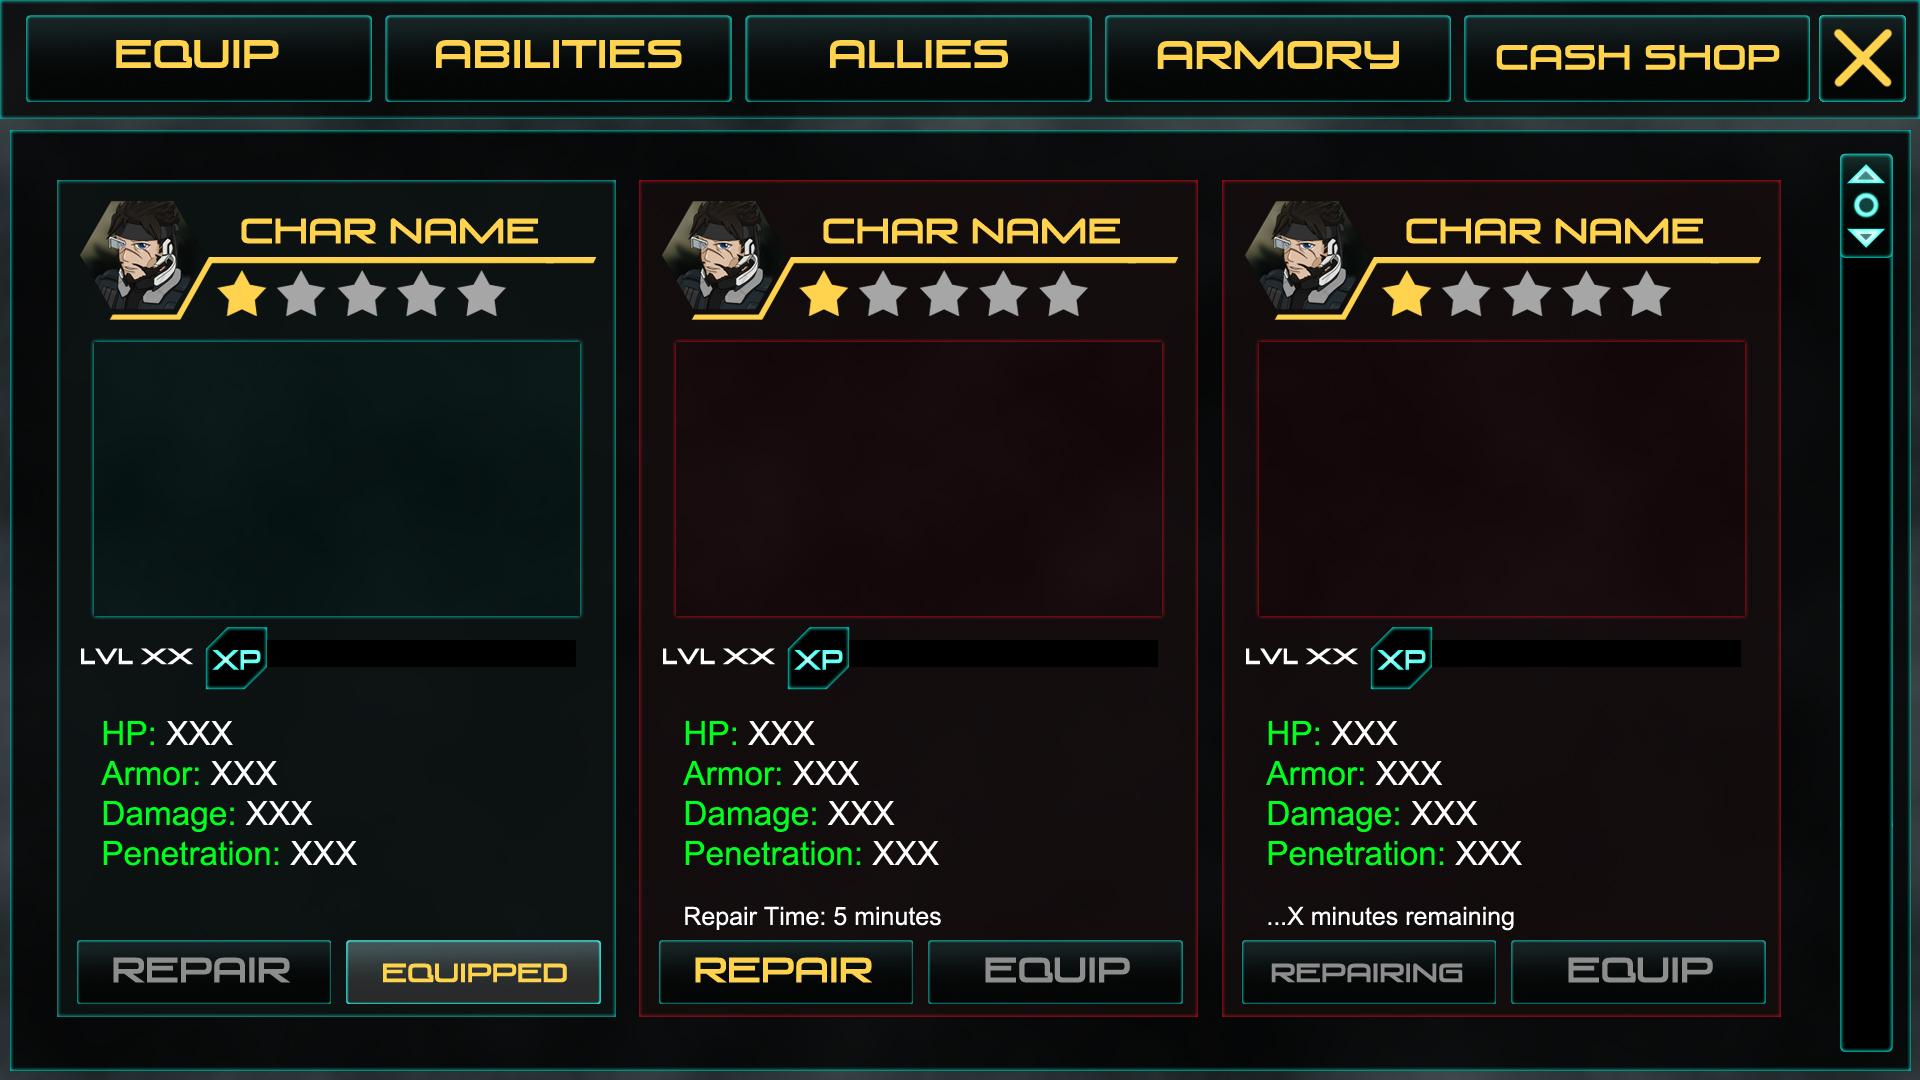 EQUIP
ABILITIES
ALLIES
ARMORY
CASH SHOP
CHAR NAME
LVL XX
XP
HP: XXX
Armor: XXX
Damage: XXX
Penetration: XXX
REPAIR
EQUIPPED
CHAR NAME
LVL XX
XP
HP: XXX
Armor: XXX
Damage: XXX
Penetration: XXX
Repair Time: 5 minutes
REPAIR
EQUIP
CHAR NAME
LVL XX
XP
HP: XXX
Armor: XXX
Damage: XXX
Penetration: XXX
...X minutes remaining
REPAIRING
EQUIP